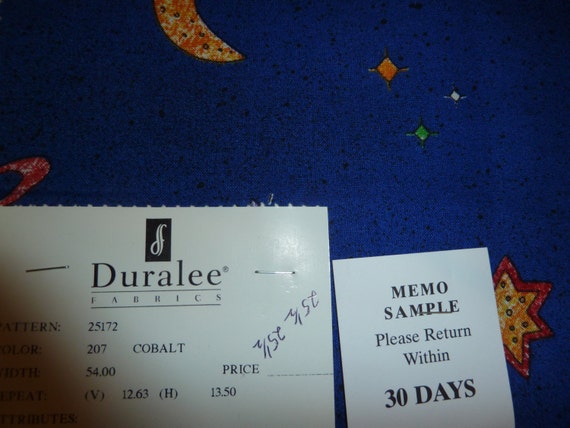 Duralee®
FABRICS
PATTERN: 25172
COLOR: 207 COBALT
WIDTH: 54.00 PRICE
REPEAT: (V) 12.63 (H) 13.50
ATTRIBUTES:
MEMO
SAMPLE
Please Return
Within
30 DAYS